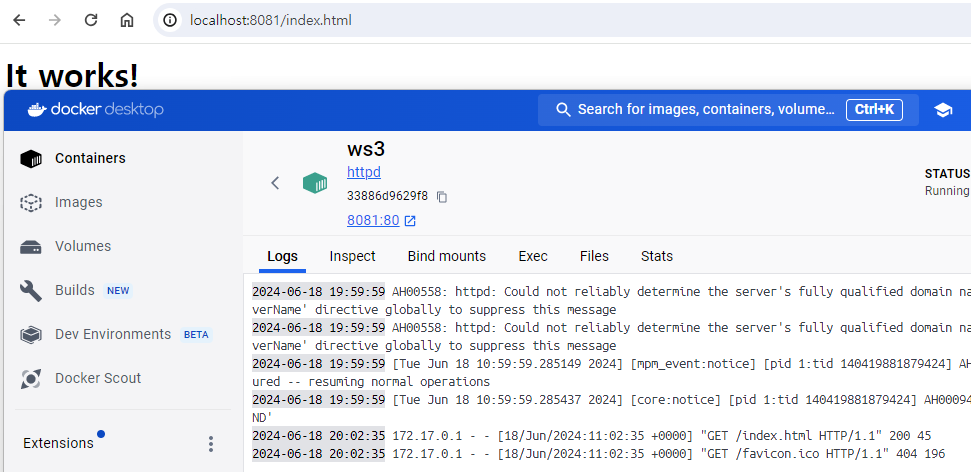 localhost:8081/index.html
It works!
docker desktop
Search for images, containers, volume... Ctrl+K
Containers
Images
Volumes
Builds NEW
Dev Environments BETA
Docker Scout
Extensions
ws3
httpd
33886d9629f8
8081:80
STATUS
Running
Logs Inspect Bind mounts Exec Files Stats
2024-06-18 19:59:59 AH00558: httpd: Could not reliably determine the server's fully qualified domain na
verName' directive globally to suppress this message
2024-06-18 19:59:59 AH00558: httpd: Could not reliably determine the server's fully qualified domain na
verName' directive globally to suppress this message
2024-06-18 19:59:59 [Tue Jun 18 10:59:59.285149 2024] [mpm_event:notice] [pid 1:tid 140419881879424] AH
ured -- resuming normal operations
2024-06-18 19:59:59 [Tue Jun 18 10:59:59.285437 2024] [core:notice] [pid 1:tid 140419881879424] AH00094
ND'
2024-06-18 20:02:35 172.17.0.1 - - [18/Jun/2024:11:02:35 +0000] "GET /index.html HTTP/1.1" 200 45
2024-06-18 20:02:35 172.17.0.1 - - [18/Jun/2024:11:02:35 +0000] "GET /favicon.ico HTTP/1.1" 404 196